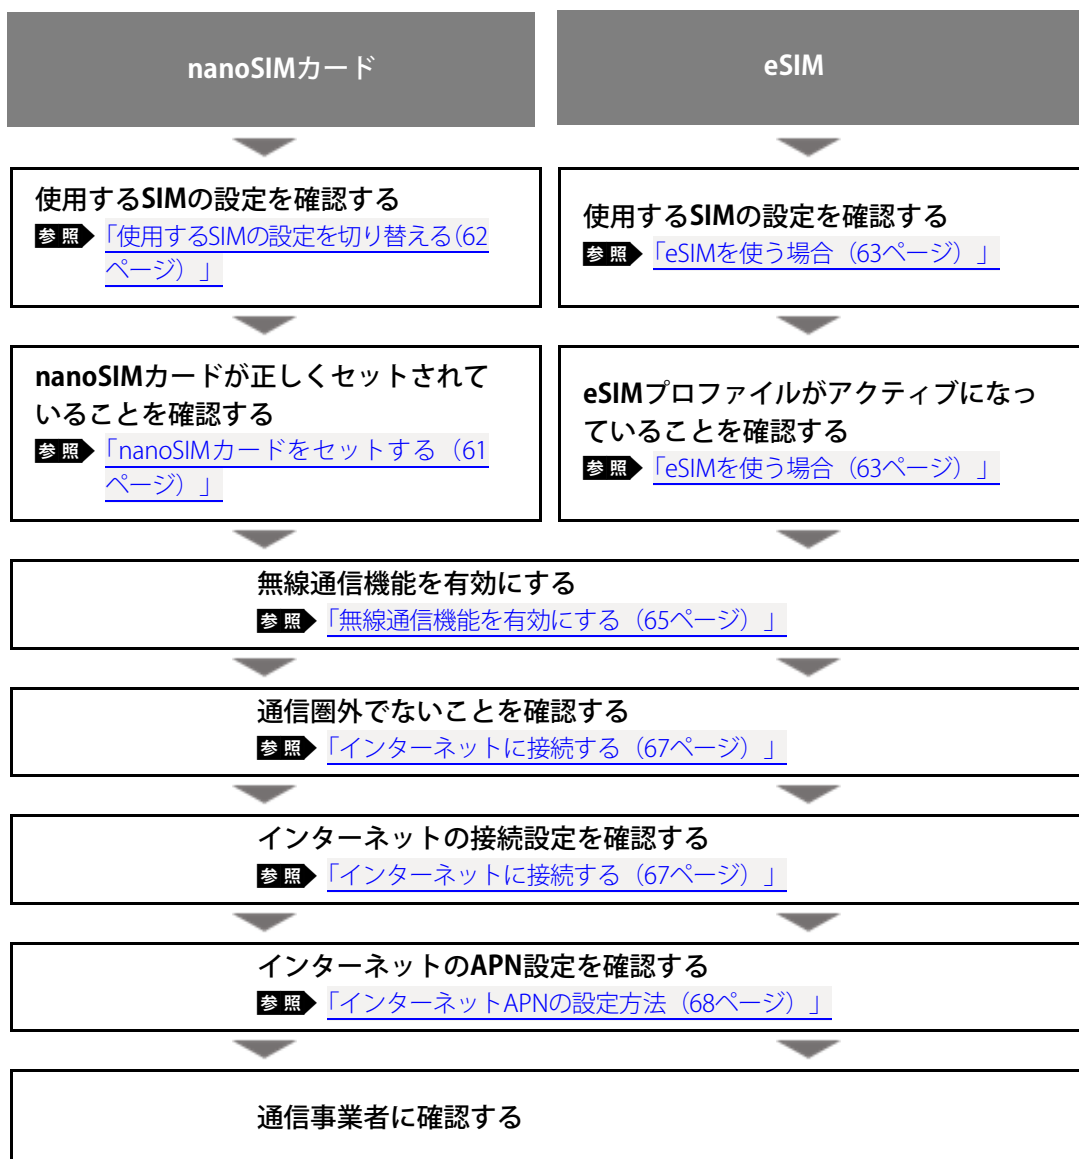 nanoSIMカード
eSIM
使用するSIMの設定を確認する
参照 「使用するSIMの設定を切り替える（62
ページ）」
使用するSIMの設定を確認する
参照 「eSIMを使う場合（63ページ）」
nanoSIMカードが正しくセットされて
いることを確認する
参照 「nanoSIMカードをセットする（61
ページ）」
eSIMプロファイルがアクティブになっ
ていることを確認する
参照 「eSIMを使う場合（63ページ）」
無線通信機能を有効にする
参照 「無線通信機能を有効にする（65ページ）」
通信圏外でないことを確認する
参照 「インターネットに接続する（67ページ）」
インターネットの接続設定を確認する
参照 「インターネットに接続する（67ページ）」
インターネットのAPN設定を確認する
参照 「インターネットAPNの設定方法（68ページ）」
通信事業者に確認する